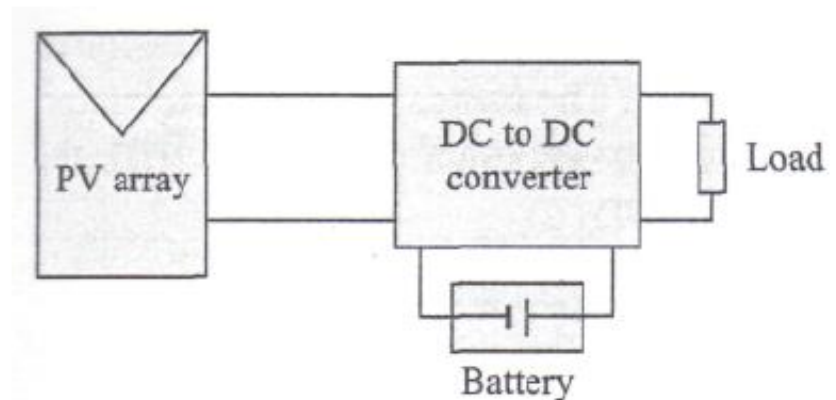 PV array
DC to DC
converter
Load
Battery